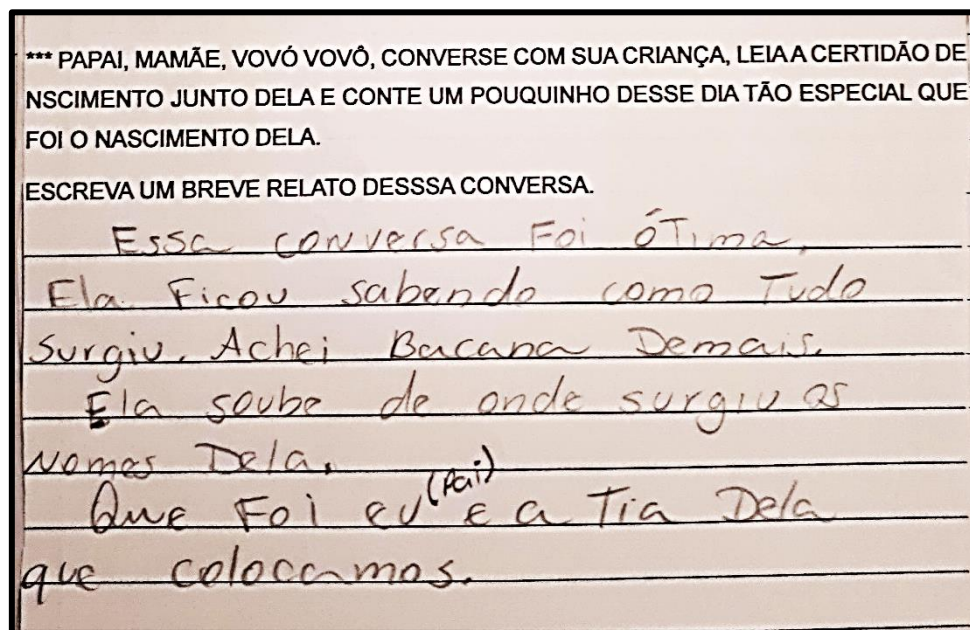 *** PAPAI, MAMÃE, VOVÓ VOVÔ, CONVERSE COM SUA CRIANÇA, LEIA A CERTIDÃO DE
NSCIMENTO JUNTO DELA E CONTE UM POUQUINHO DESSE DIA TÃO ESPECIAL QUE
FOI O NASCIMENTO DELA.
ESCREVA UM BREVE RELATO DESSSA CONVERSA.
Essa conversa Foi óTima.
Ela Ficou sabendo como Tudo
Surgiu. Achei Bacana Demais.
Ela soube de onde surgiu os
Nomes Dela.
Que Foi eu (Pai) e a Tia Dela
que colocamos.